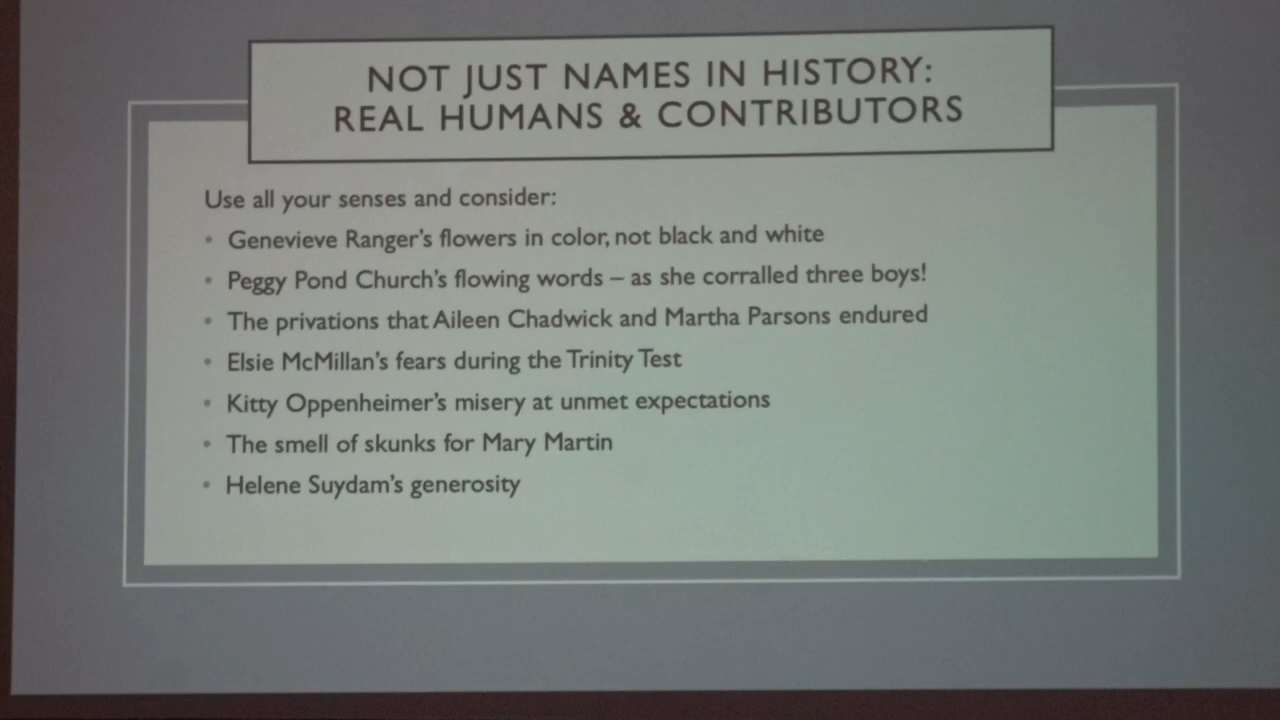 NOT JUST NAMES IN HISTORY:
REAL HUMANS & CONTRIBUTORS
Use all your senses and consider:
• Genevieve Ranger's flowers in color, not black and white
• Peggy Pond Church's flowing words – as she corralled three boys!
• The privations that Aileen Chadwick and Martha Parsons endured
• Elsie McMillan's fears during the Trinity Test
• Kitty Oppenheimer's misery at unmet expectations
• The smell of skunks for Mary Martin
• Helene Suydam's generosity